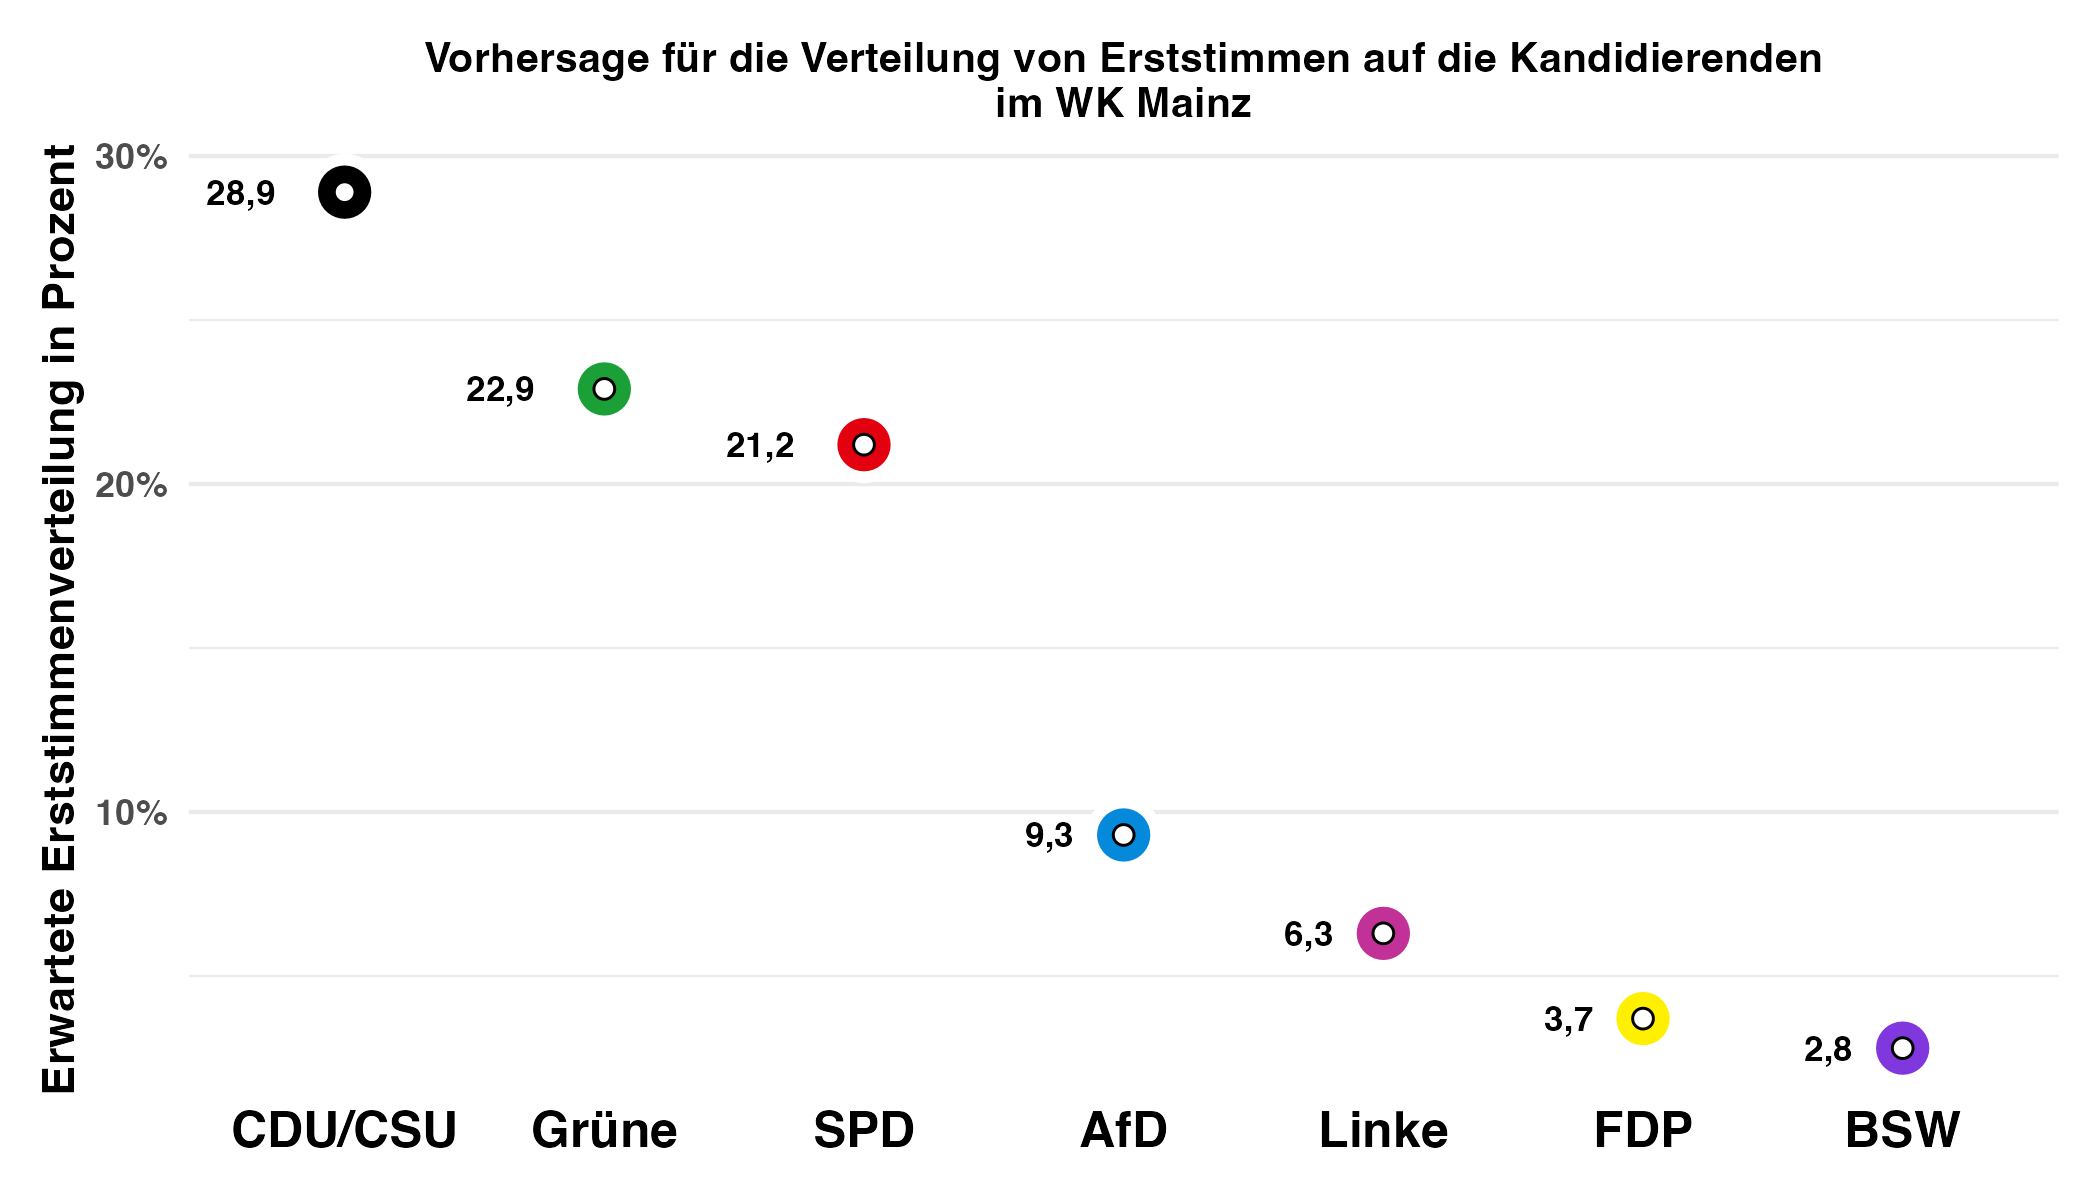 Vorhersage für die Verteilung von Erststimmen auf die Kandidierenden
im WK Mainz
Erwartete Erststimmenverteilung in Prozent
30%
20%
10%
28,9
22,9
21,2
9,3
6,3
3,7
2,8
CDU/CSU
Grüne
SPD
AfD
Linke
FDP
BSW